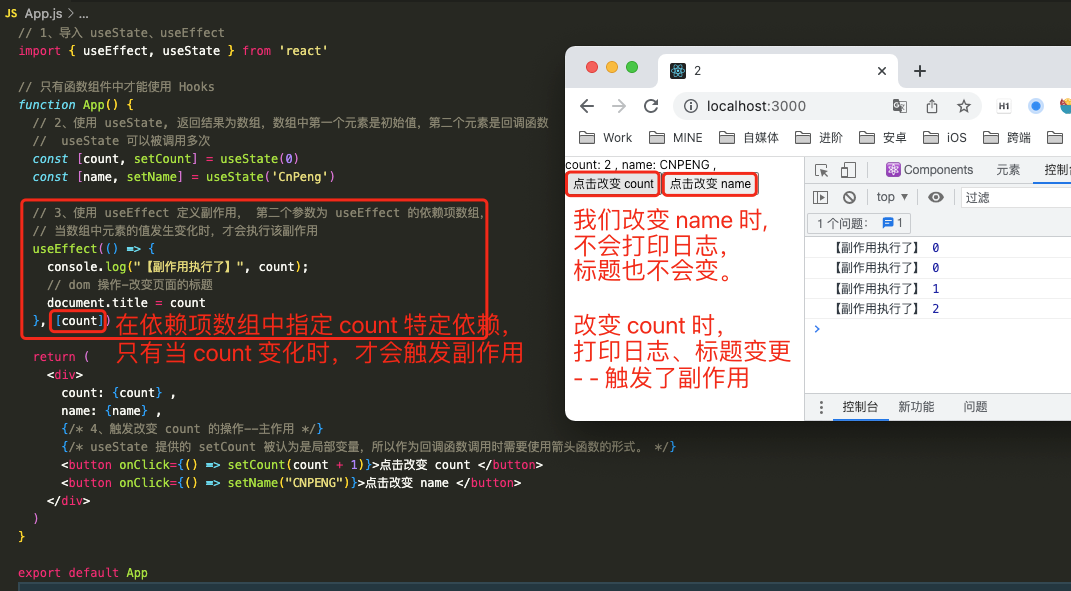 JS App.js > ...
// 1、导入 useState、useEffect
import { useEffect, useState } from 'react'
// 只有函数组件中才能使用 Hooks
function App() {
// 2、使用 useState, 返回结果为数组，数组中第一个元素是初始值，第二个元素是回调函数
// useState 可以被调用多次
const [count, setCount] = useState(0)
const [name, setName] = useState('CnPeng')
// 3、使用 useEffect 定义副作用， 第二个参数为 useEffect 的依赖项数组，
// 当数组中元素的值发生变化时，才会执行该副作用
useEffect(() => {
console.log("【副作用执行了】", count);
// dom 操作-改变页面的标题
document.title = count
}, [count])
在依赖项数组中指定 count 特定依赖，
只有当 count 变化时，才会触发副作用
return (
<div>
count: {count} ,
name: {name} ,
{/* 4、触发改变 count 的操作--主作用 */}
{/* useState 提供的 setCount 被认为是局部变量，所以作为回调函数调用时需要使用箭头函数的形式。 */}
<button onClick={() => setCount(count + 1)}>点击改变 count </button>
<button onClick={() => setName("CNPENG")}>点击改变 name </button>
</div>
)
}
export default App
2
localhost:3000
H1
Work MINE 自媒体 进阶 安卓 iOS 跨端
count: 2 , name: CNPENG ,
点击改变 count 点击改变 name
我们改变 name 时,
不会打印日志，
标题也不会变。
改变 count 时，
打印日志、标题变更
- - 触发了副作用
Components 元素 控制台
top 过滤
1 个问题: 1
【副作用执行了】 0
【副作用执行了】 0
【副作用执行了】 1
【副作用执行了】 2
控制台 新功能 问题